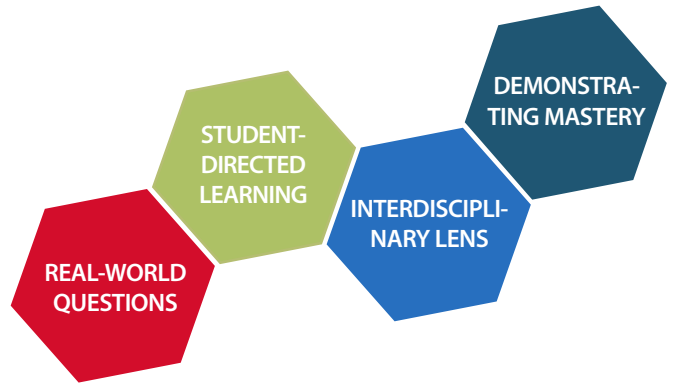 REAL-WORLD
QUESTIONS
STUDENT-
DIRECTED
LEARNING
INTERDISCIPLI-
NARY LENS
DEMONSTRA-
TING MASTERY